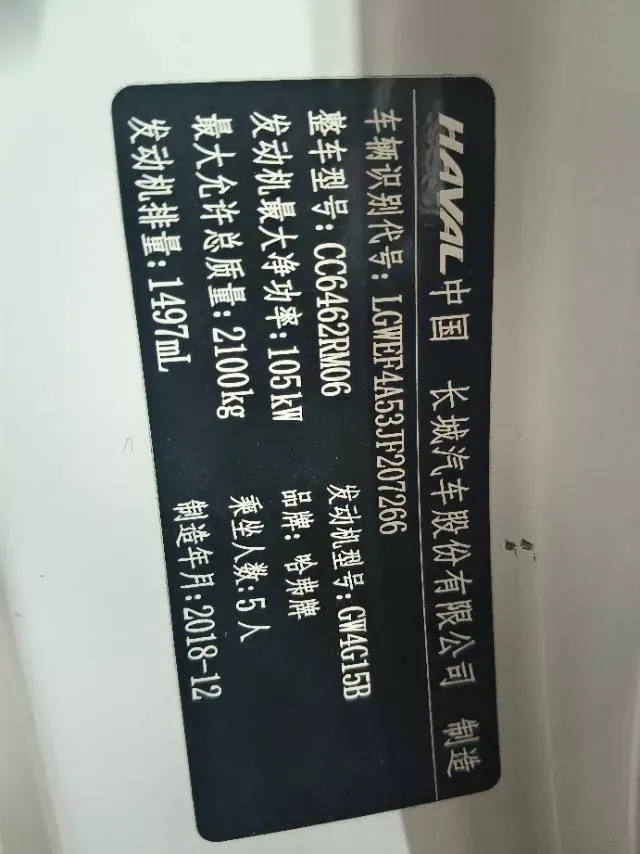 HAVAL 中国 长城汽车股份有限公司 制造
车辆识别代号: LGWEF4A53JF207266
整车型号: CC6462RM06 发动机型号: GW4G15B
发动机最大净功率: 105kW 品牌: 哈弗牌
最大允许总质量: 2100kg 乘坐人数: 5 人
发动机排量: 1497mL 制造年月: 2018-12